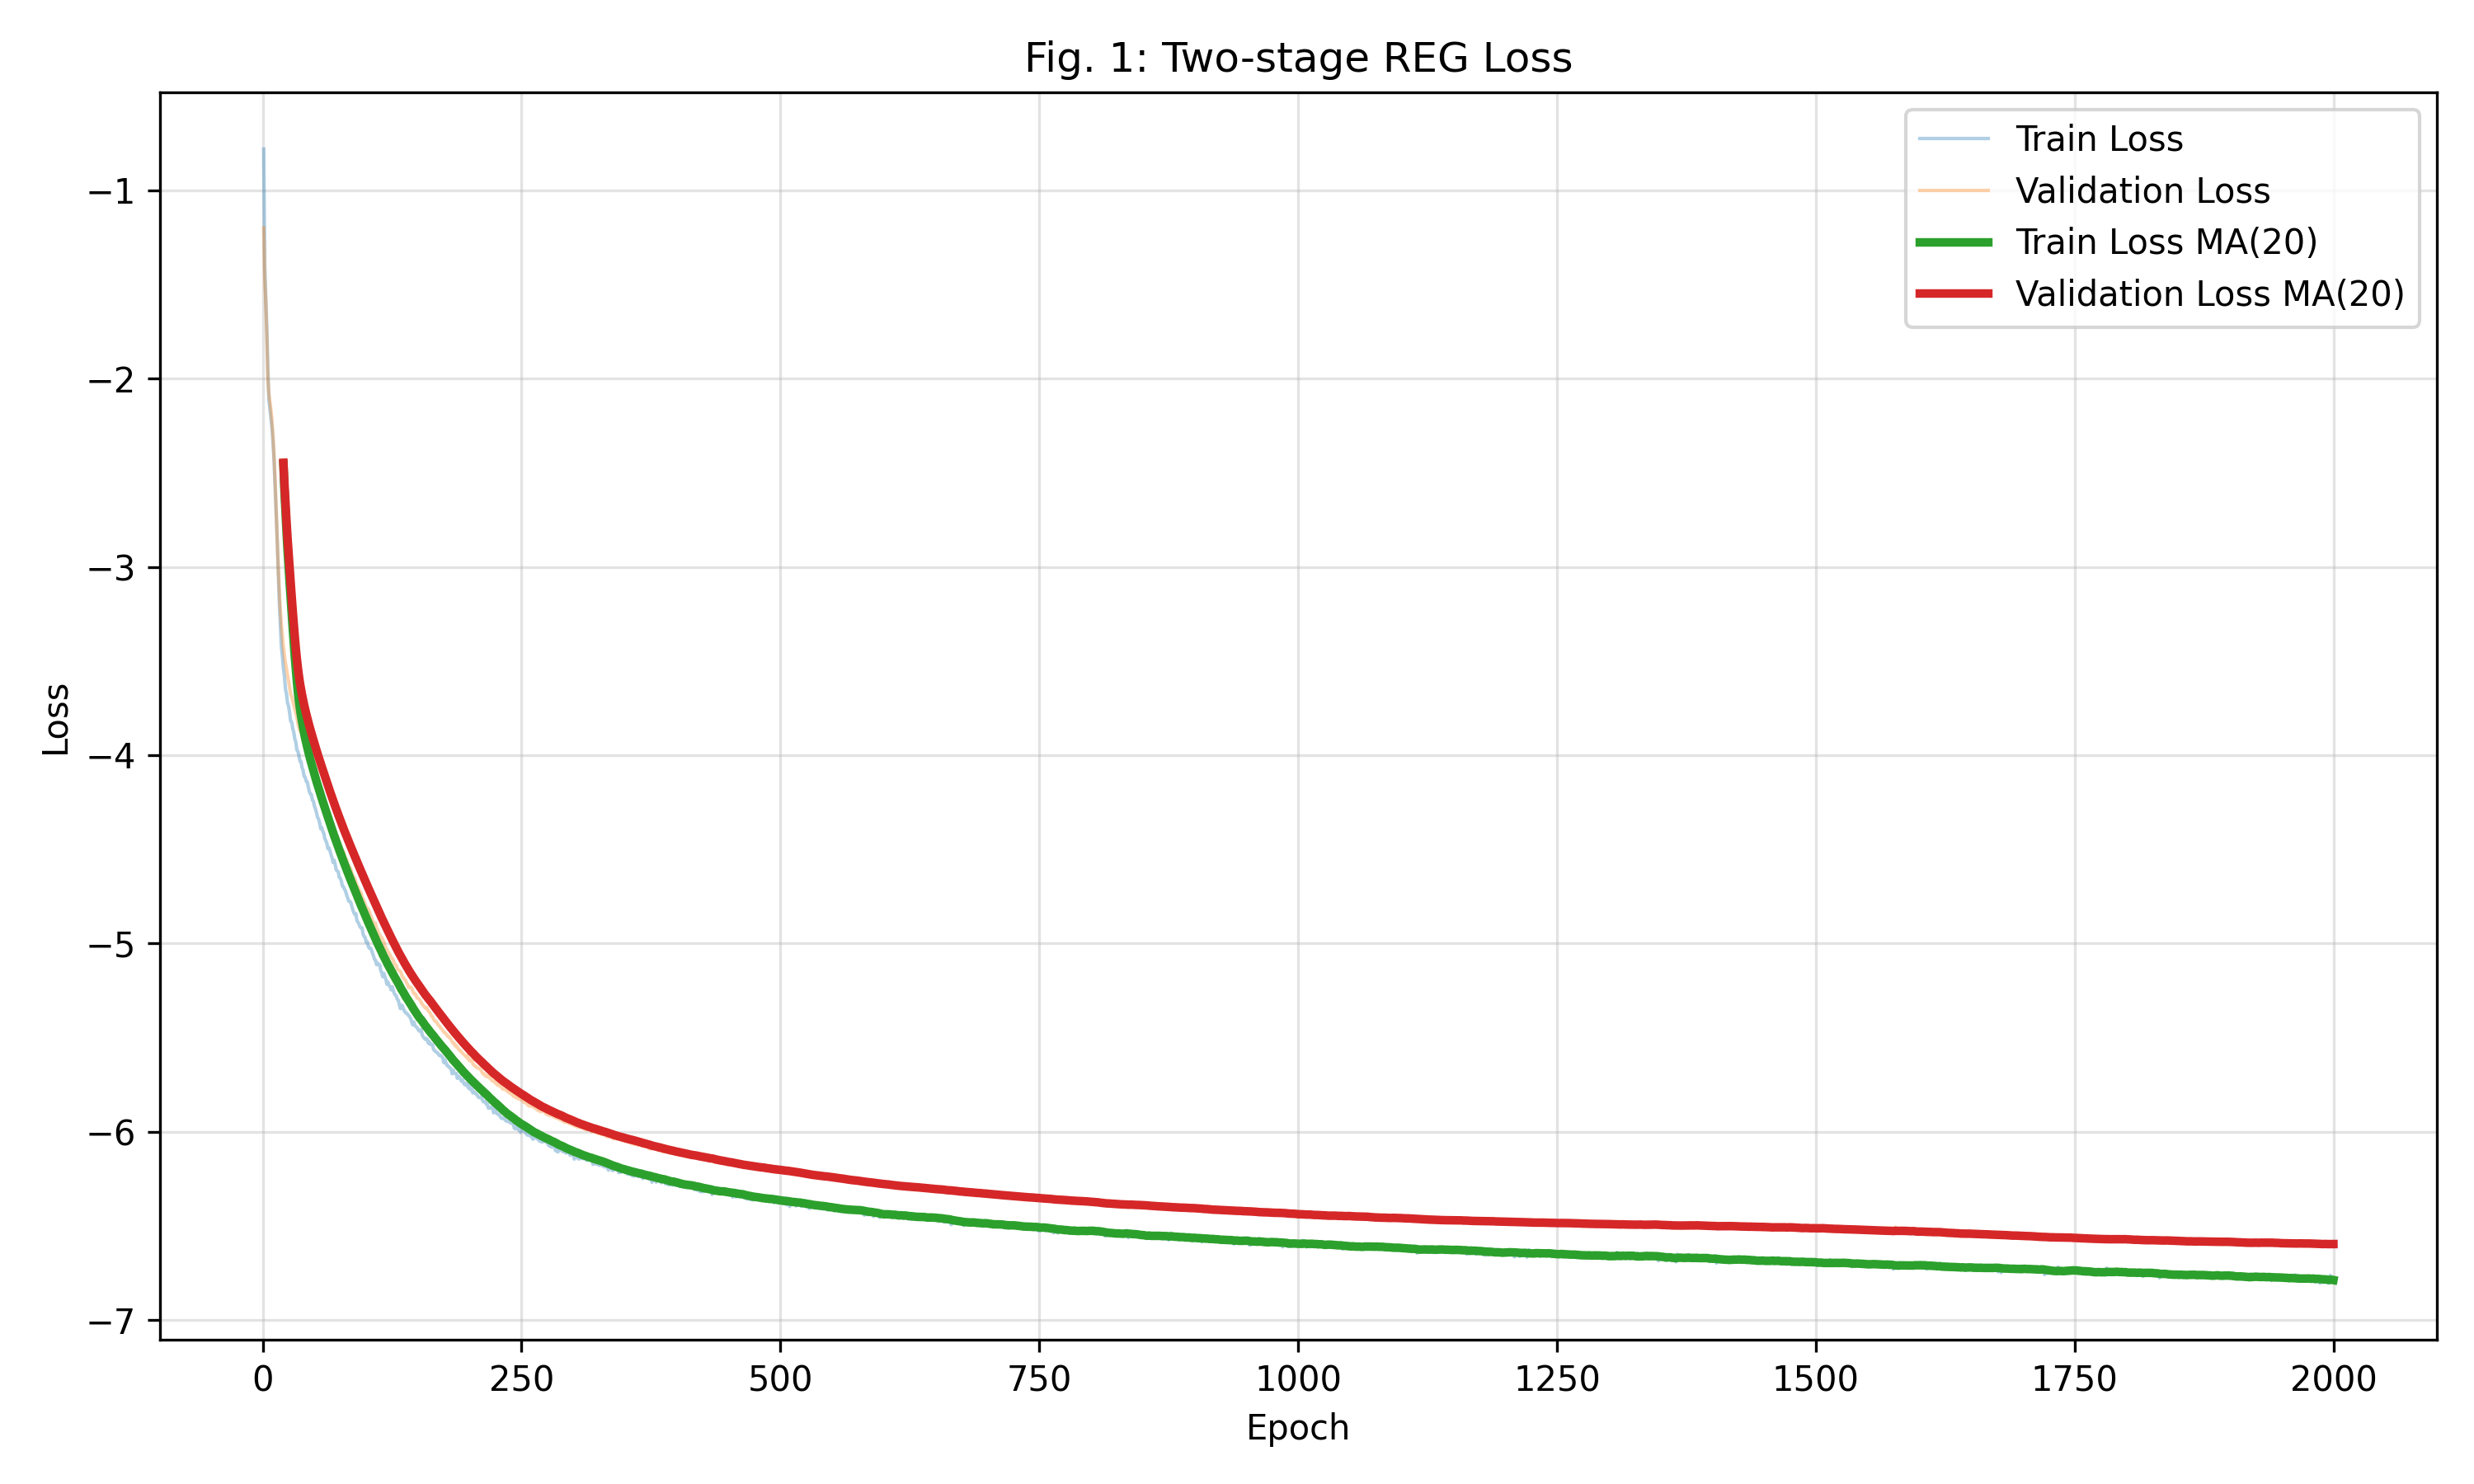 Fig. 1: Two-stage REG Loss
Train Loss
Validation Loss
Train Loss MA(20)
Validation Loss MA(20)
Loss
−1
−2
−3
−4
−5
−6
−7
0 250 500 750 1000 1250 1500 1750 2000
Epoch